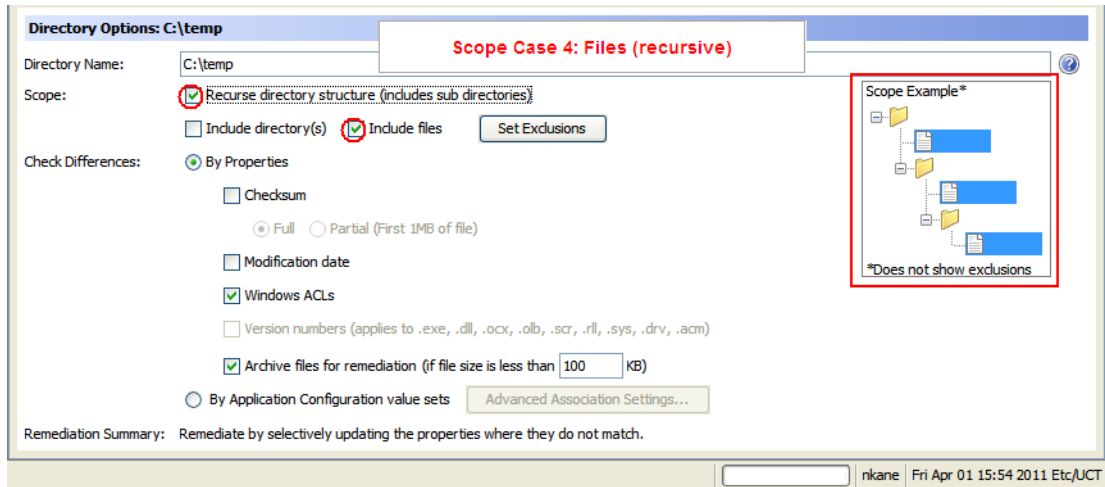 Directory Options: C:\temp
Scope Case 4: Files (recursive)
Directory Name: C:\temp
Scope: Recurse directory structure (includes sub directories)
Include directory(s) Include files Set Exclusions
Scope Example*
*Does not show exclusions
Check Differences: By Properties
Checksum
Full Partial (First 1MB of file)
Modification date
Windows ACLs
Version numbers (applies to .exe, .dll, .ocx, .olb, .scr, .rll, .sys, .drv, .acm)
Archive files for remediation (if file size is less than 100 KB)
By Application Configuration value sets Advanced Association Settings...
Remediation Summary: Remediate by selectively updating the properties where they do not match.
nkane Fri Apr 01 15:54 2011 Etc/UCT